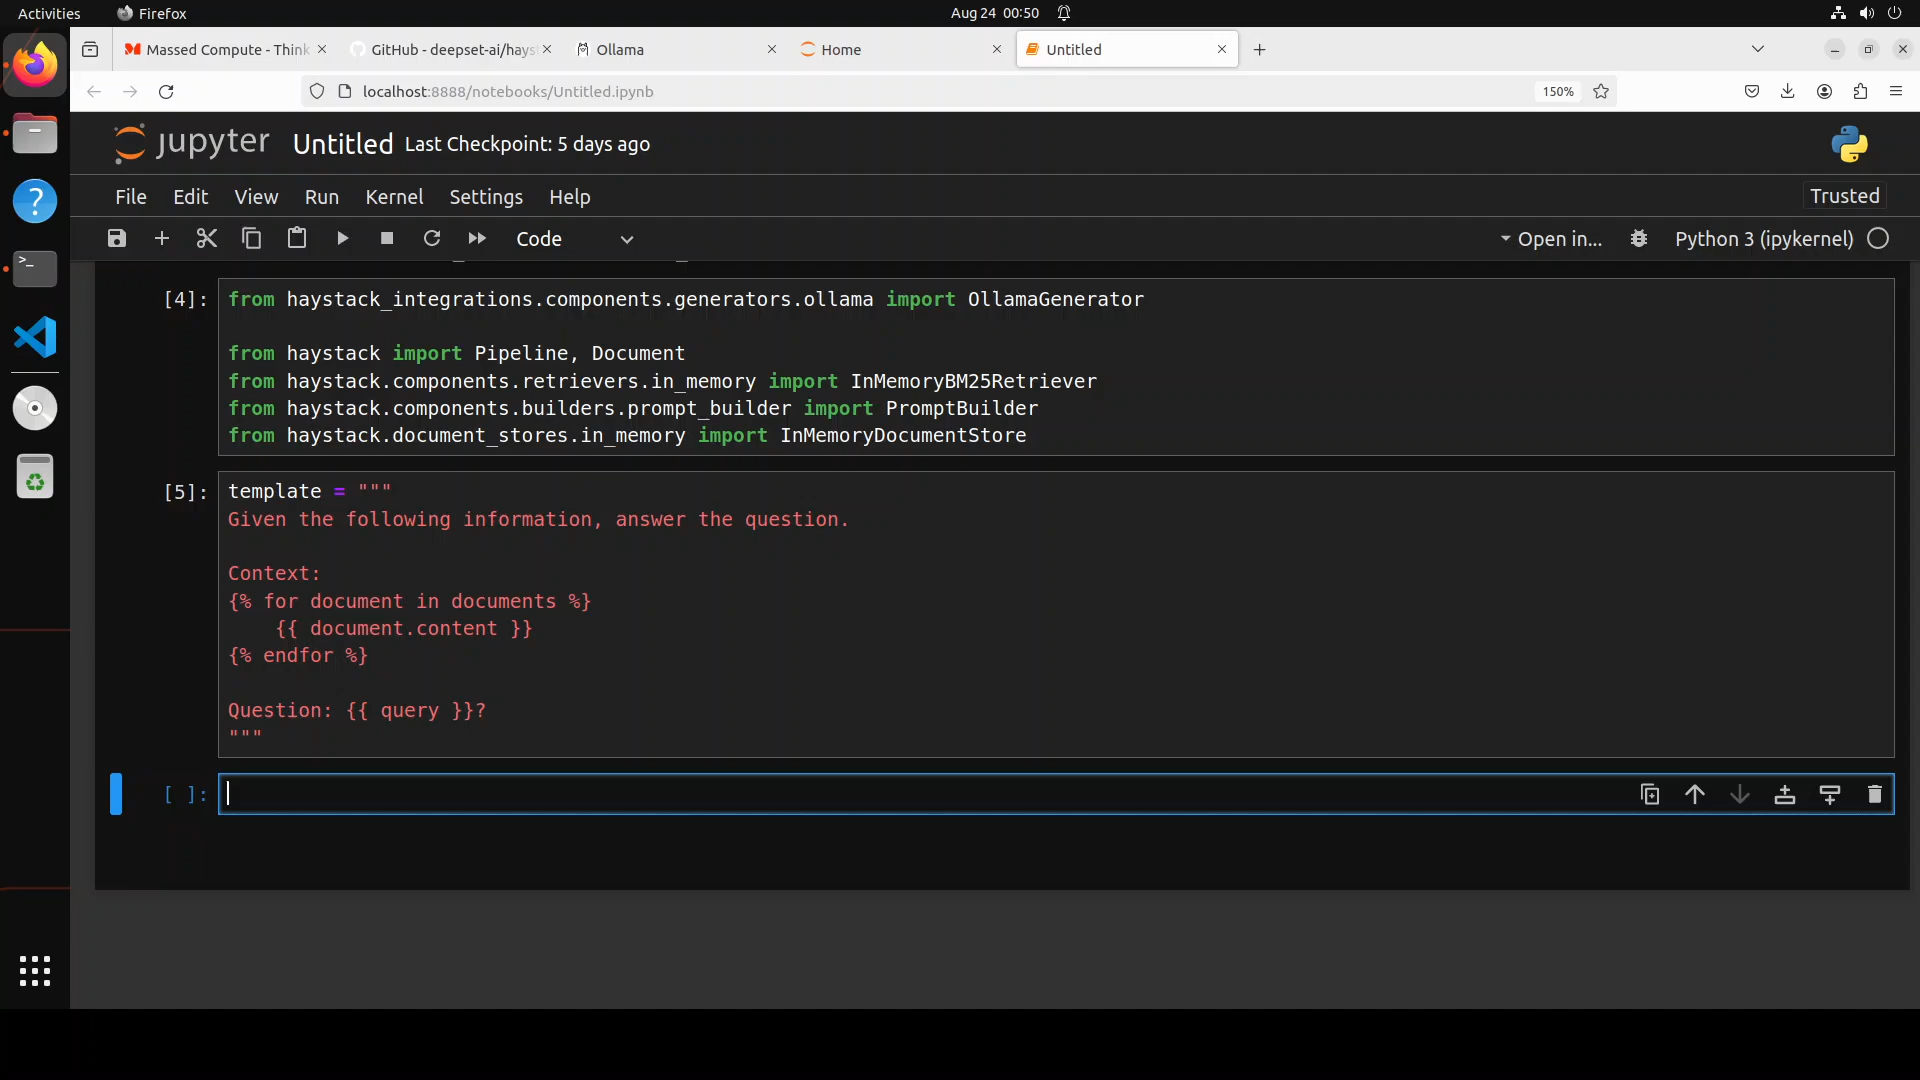 Activities
Firefox
Aug 24 00:50
Massed Compute - Think
GitHub - deepset-ai/hays
Ollama
Home
Untitled
localhost:8888/notebooks/Untitled.ipynb
150%
jupyter
Untitled
Last Checkpoint: 5 days ago
File
Edit
View
Run
Kernel
Settings
Help
Trusted
Code
Open in...
Python 3 (ipykernel)
[4]:
from haystack_integrations.components.generators.ollama import OllamaGenerator
from haystack import Pipeline, Document
from haystack.components.retrievers.in_memory import InMemoryBM25Retriever
from haystack.components.builders.prompt_builder import PromptBuilder
from haystack.document_stores.in_memory import InMemoryDocumentStore
[5]:
template = """
Given the following information, answer the question.
Context:
{% for document in documents %}
{{ document.content }}
{% endfor %}
Question: {{ query }}?
"""
[ ]: